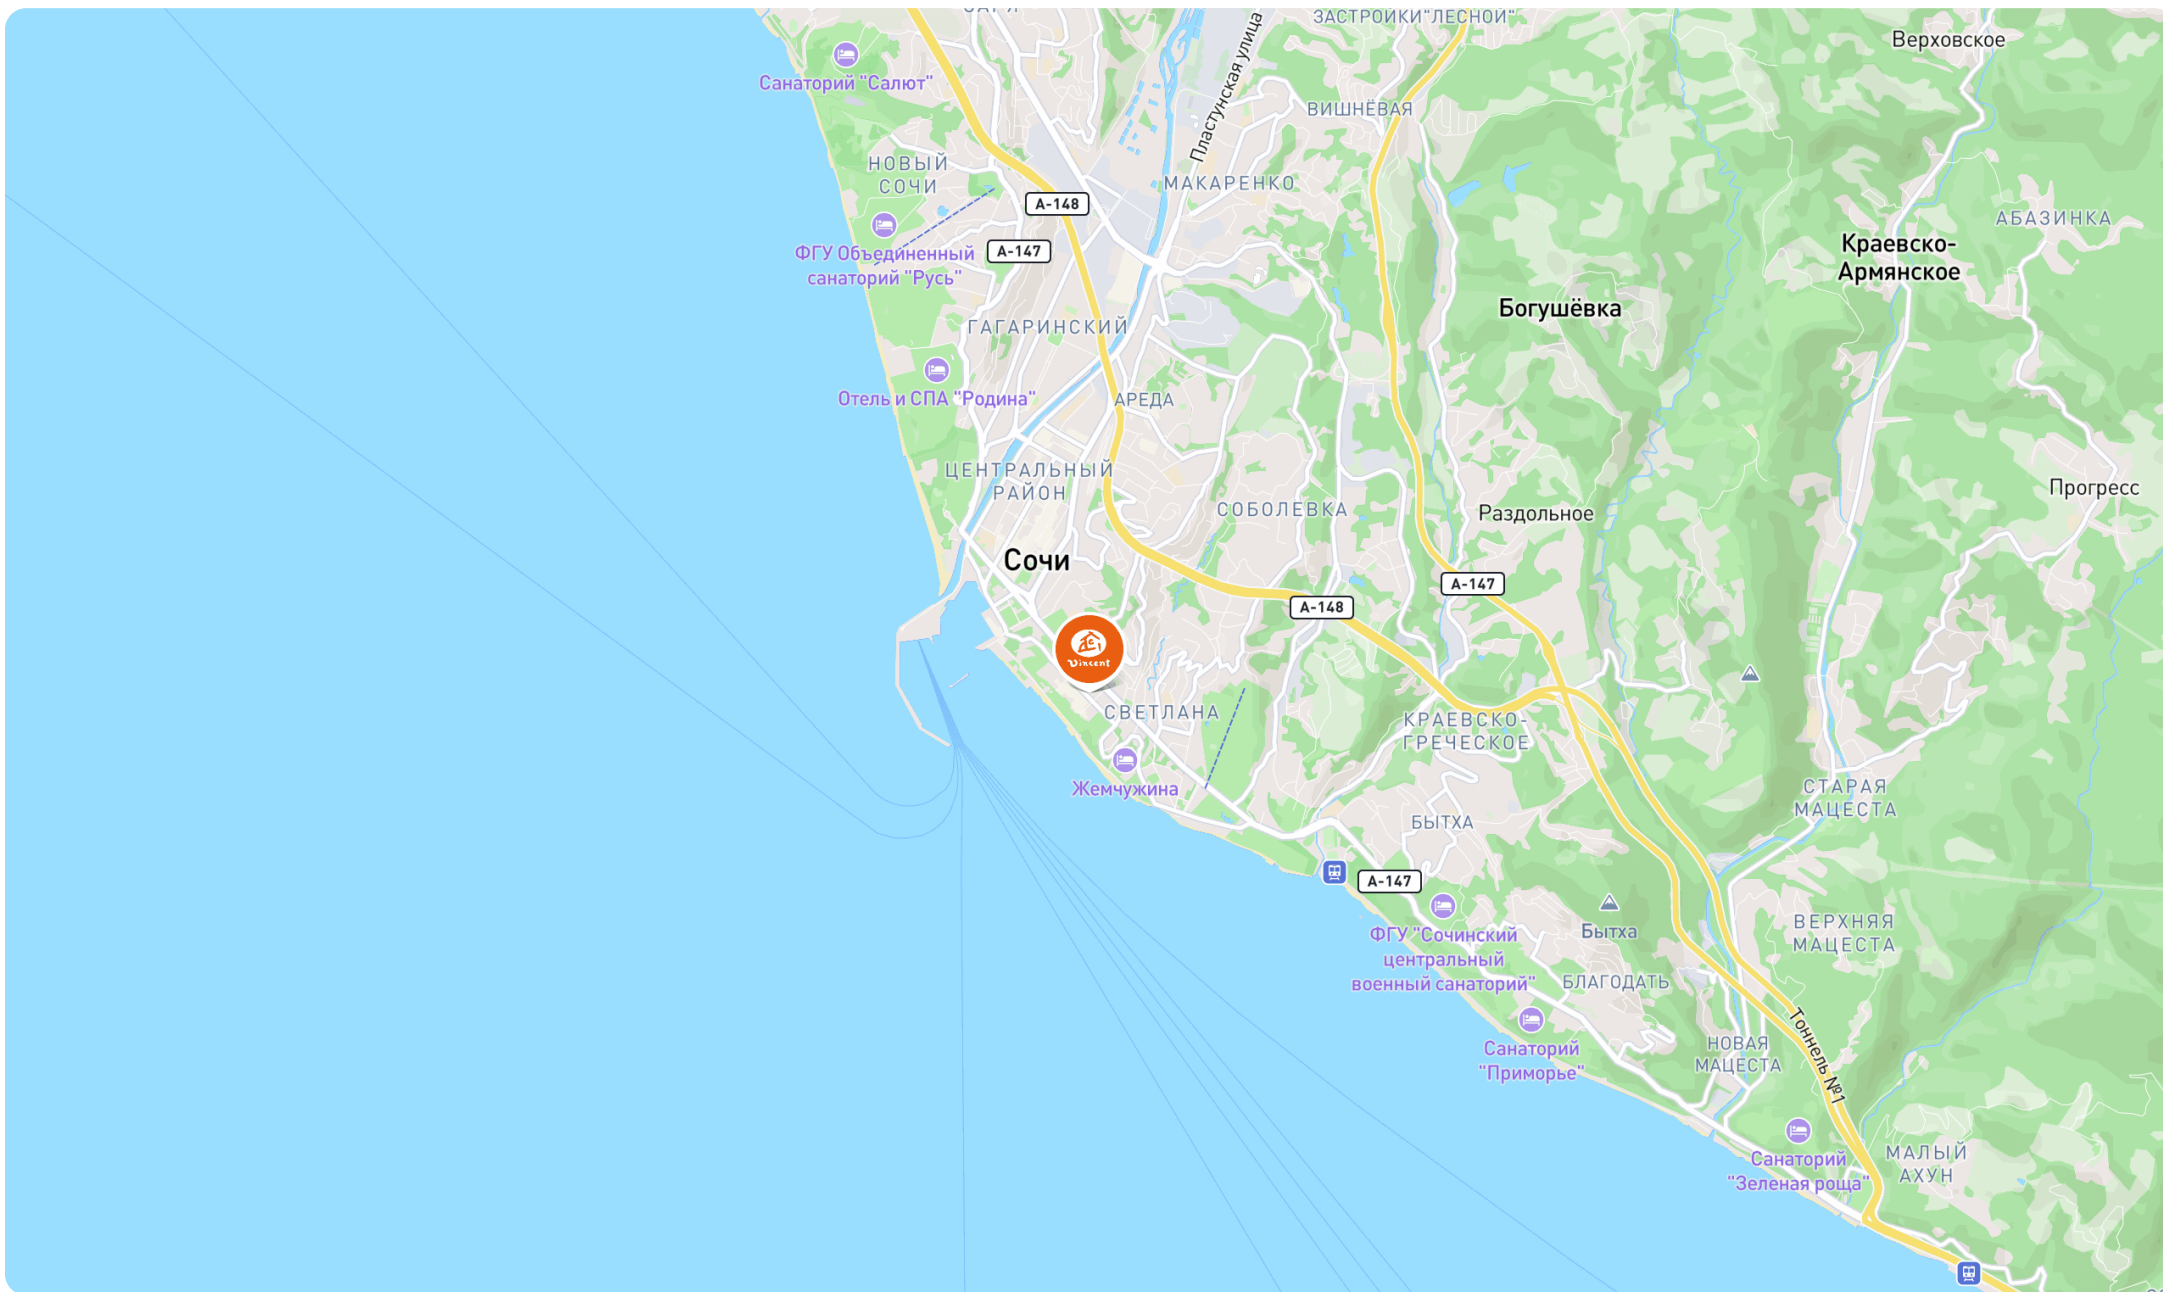 ЗАСТРОЙКИ"ЛЕСНОЙ"
Верховское
Санаторий "Салют"
Пластунская улица
ВИШНЁВАЯ
НОВЫЙ
СОЧИ
МАКАРЕНКО
А-148
АБАЗИНКА
ФГУ Объединенный
санаторий "Русь"
А-147
Краевско-
Армянское
Богушёвка
ГАГАРИНСКИЙ
Отель и СПА "Родина"
АРЕДА
ЦЕНТРАЛЬНЫЙ
РАЙОН
СОБОЛЕВКА
Раздольное
Прогресс
Сочи
А-147
А-148
Vincent
СВЕТЛАНА
КРАЕВСКО-
ГРЕЧЕСКОЕ
Жемчужина
СТАРАЯ
МАЦЕСТА
БЫТХА
А-147
ФГУ "Сочинский
центральный
военный санаторий"
Бытха
ВЕРХНЯЯ
МАЦЕСТА
БЛАГОДАТЬ
Санаторий
"Приморье"
НОВАЯ
МАЦЕСТА
Тоннель №1
Санаторий
"Зеленая роща"
МАЛЫЙ
АХУН